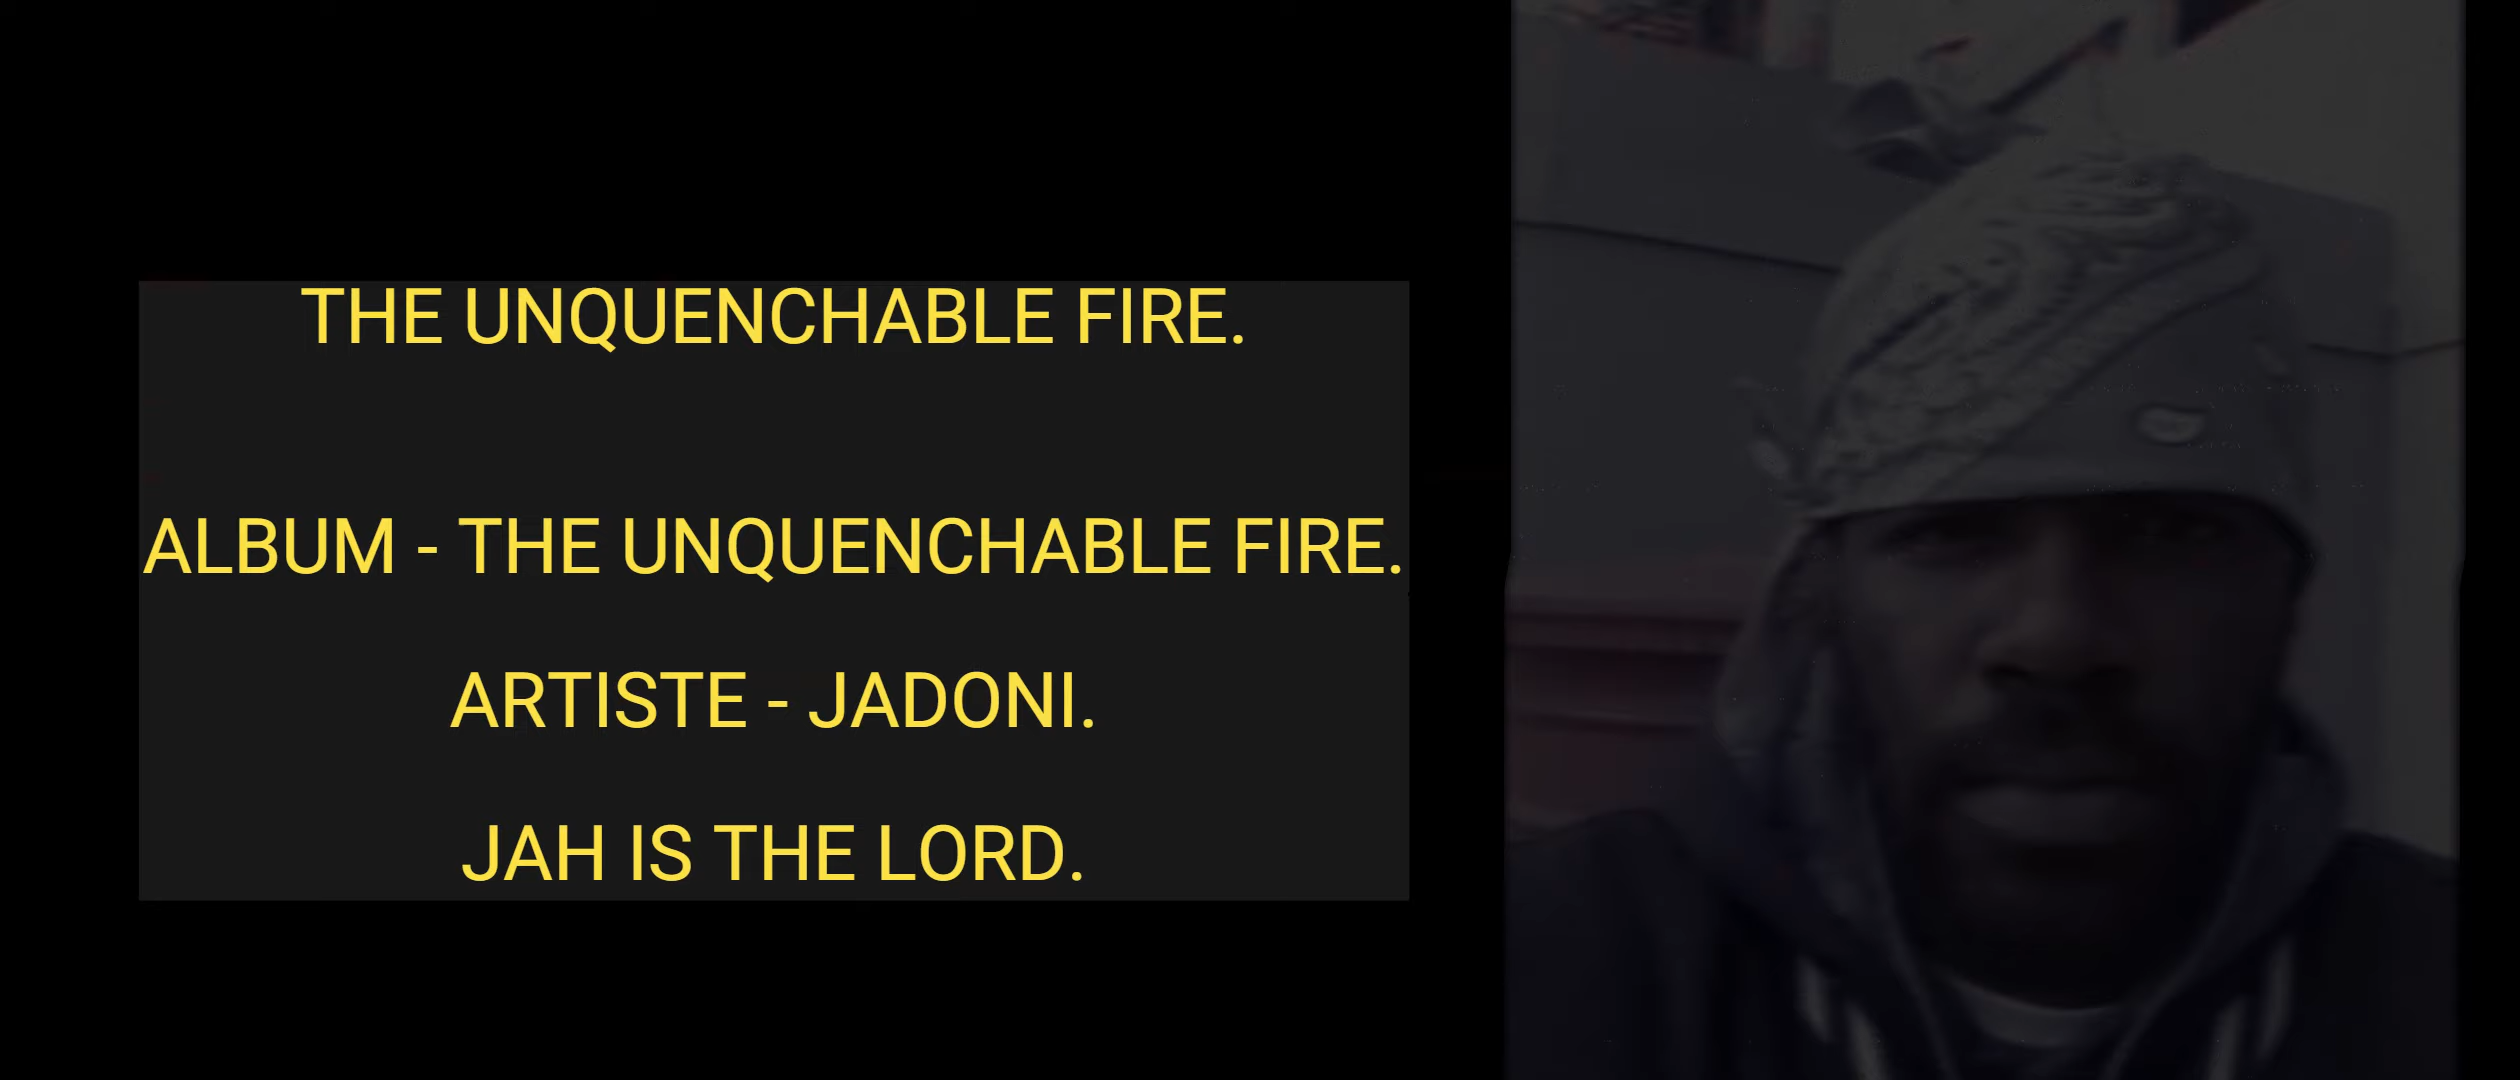 THE UNQUENCHABLE FIRE.
ALBUM - THE UNQUENCHABLE FIRE.
ARTISTE - JADONI.
JAH IS THE LORD.